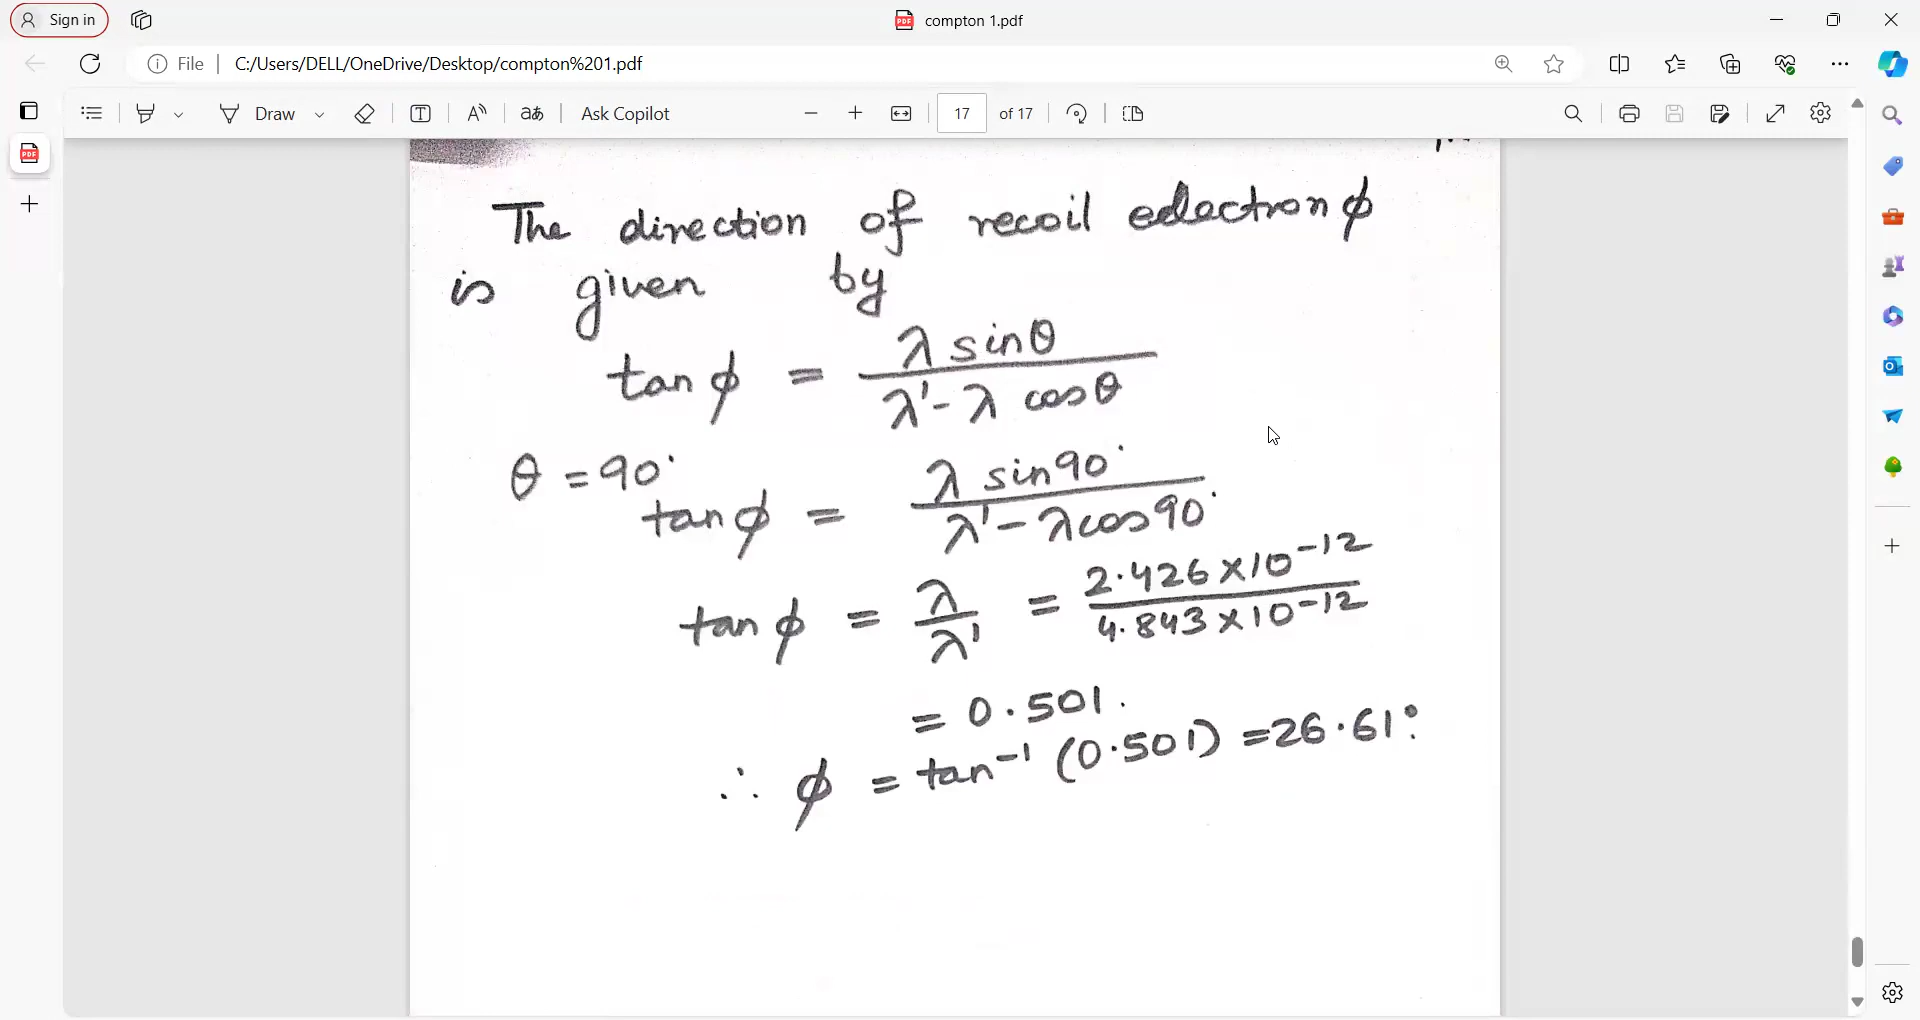 Sign in
compton 1.pdf
File
C:/Users/DELL/OneDrive/Desktop/compton%201.pdf
Draw
Ask Copilot
17 of 17
The direction of recoil edectron ϕ
is given by
tan ϕ = λ sinθ / λ' - λ cosθ
θ = 90°
tan ϕ = λ sin90° / λ' - λcos90°
tan ϕ = λ / λ' = 2.426 × 10⁻¹² / 4.843 × 10⁻¹²
= 0.501.
∴ ϕ = tan⁻¹ (0.501) = 26.61°.